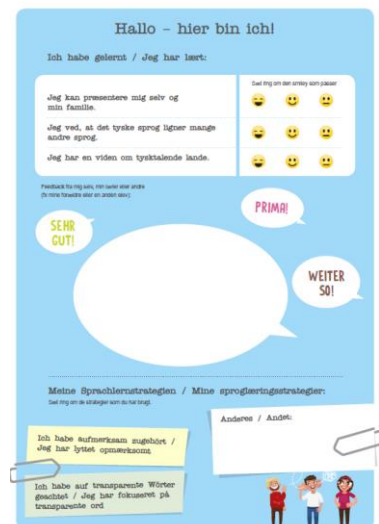 Hallo – hier bin ich!
Ich habe gelernt / Jeg har lært:
Sæt ring om den smiley som passer
Jeg kan præsentere mig selv og
min familie.
Jeg ved, at det tyske sprog ligner mange
andre sprog.
Jeg har en viden om tysktalende lande.
Feedback fra mig selv, min lærer eller andre
(fx mine forældre eller en anden elev):
PRIMA!
SEHR
GUT!
WEITER
SO!
Meine Sprachlernstrategien / Mine sproglæringsstrategier:
Sæt ring om de strategier som du har brugt.
Anderes / Andet:
Ich habe aufmerksam zugehört /
Jeg har lyttet opmærksomt
Ich habe auf transparente Wörter
geachtet / Jeg har fokuseret på
transparente ord